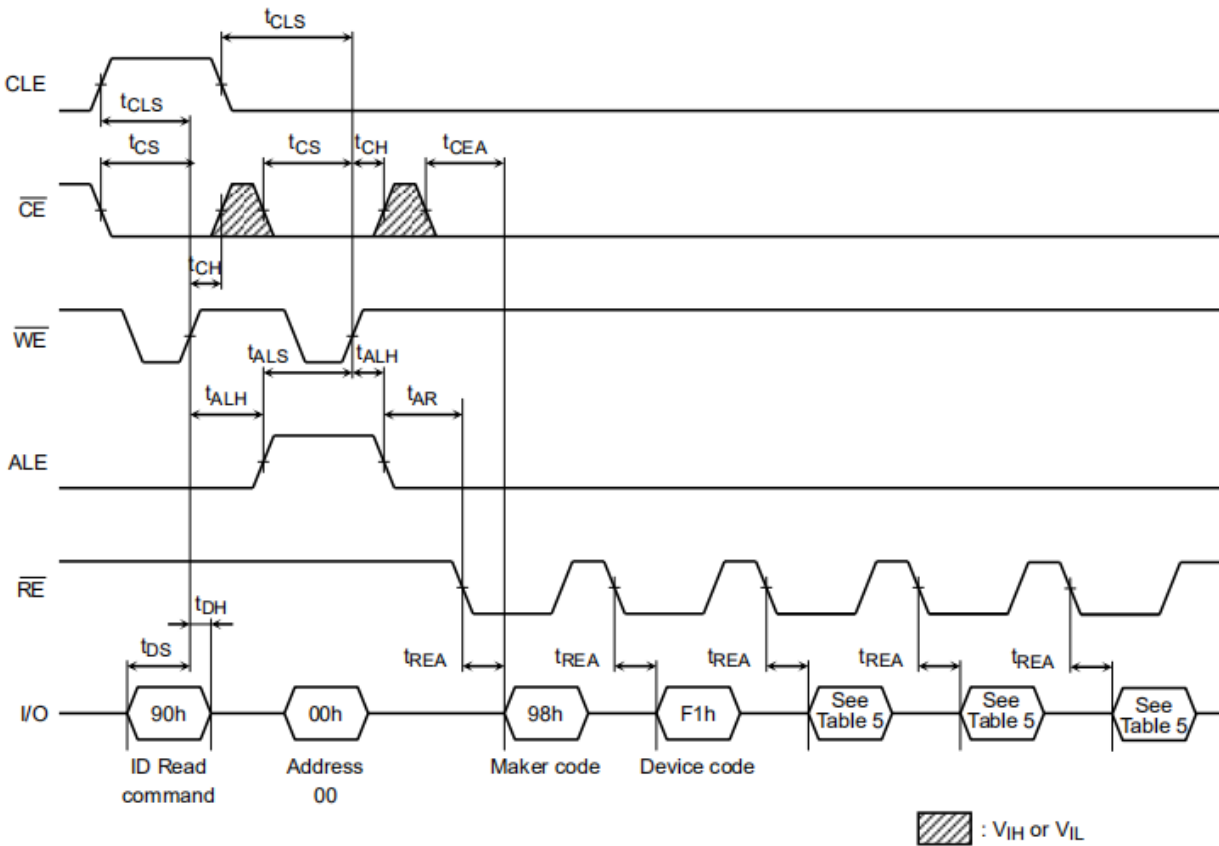 tCLS
CLE
tCLS
tCS tCS tCH tCEA
CE
tCH
WE
tALS tALH
tALH tAR
ALE
RE
tDH
tDS tREA tREA tREA tREA tREA
I/O 90h 00h 98h F1h See Table 5 See Table 5 See Table 5
ID Read command Address 00 Maker code Device code
: VIH or VIL